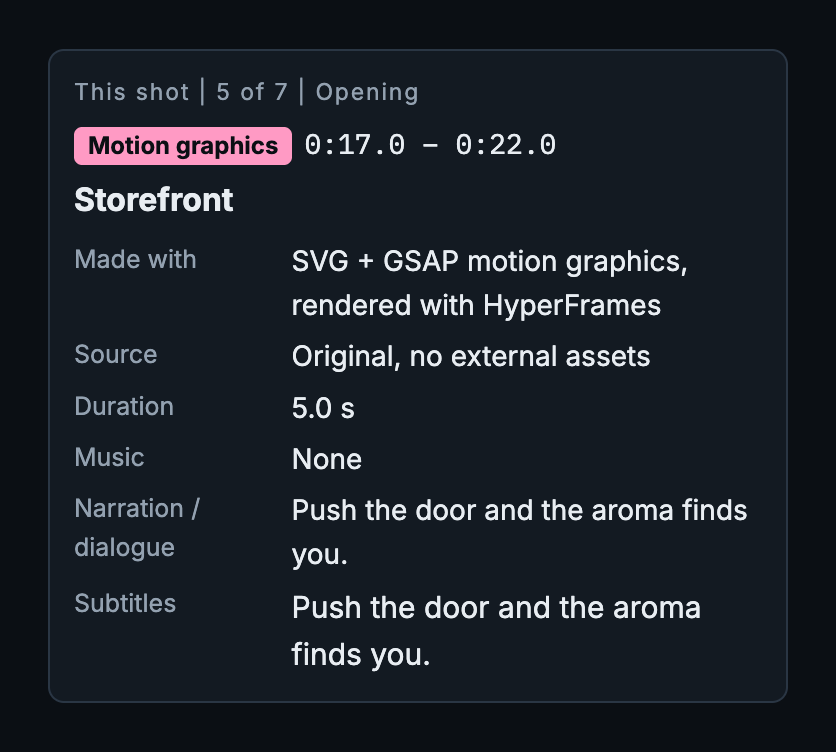 This shot | 5 of 7 | Opening
Motion graphics 0:17.0 – 0:22.0
Storefront
Made with SVG + GSAP motion graphics,
rendered with HyperFrames
Source Original, no external assets
Duration 5.0 s
Music None
Narration / Push the door and the aroma finds
dialogue you.
Subtitles Push the door and the aroma
finds you.